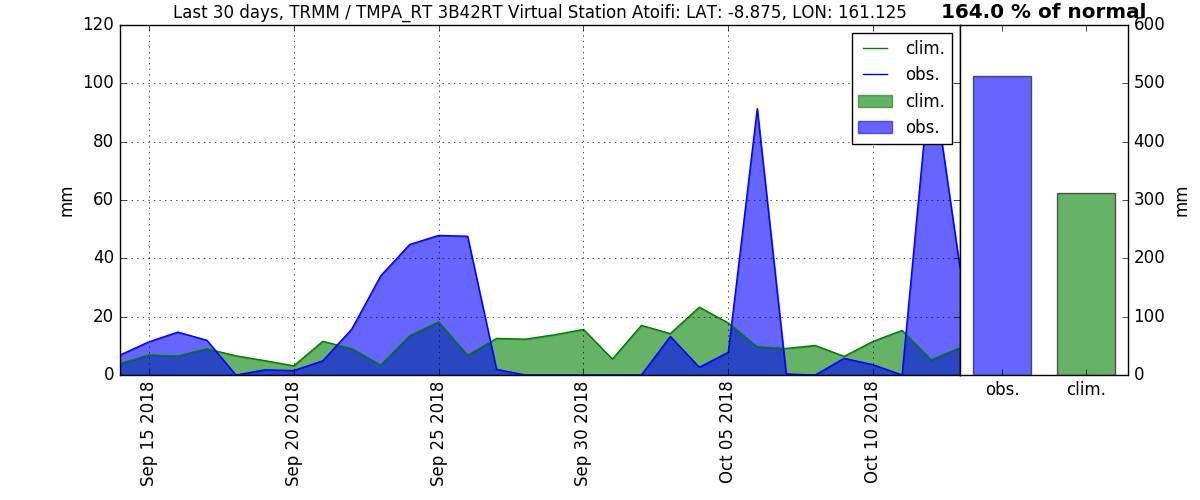 Last 30 days, TRMM / TMPA_RT 3B42RT Virtual Station Atoifi: LAT: -8.875, LON: 161.125
164.0 % of normal
120
100
80
60
40
20
0
mm
clim.
obs.
clim.
obs.
600
500
400
300
200
100
0
mm
Sep 15 2018
Sep 20 2018
Sep 25 2018
Sep 30 2018
Oct 05 2018
Oct 10 2018
obs.
clim.